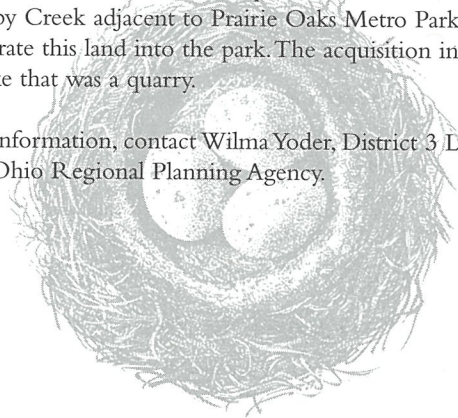 by Creek adjacent to Prairie Oaks Metro Park
rate this land into the park. The acquisition in
ke that was a quarry.
nformation, contact Wilma Yoder, District 3 D
Ohio Regional Planning Agency.